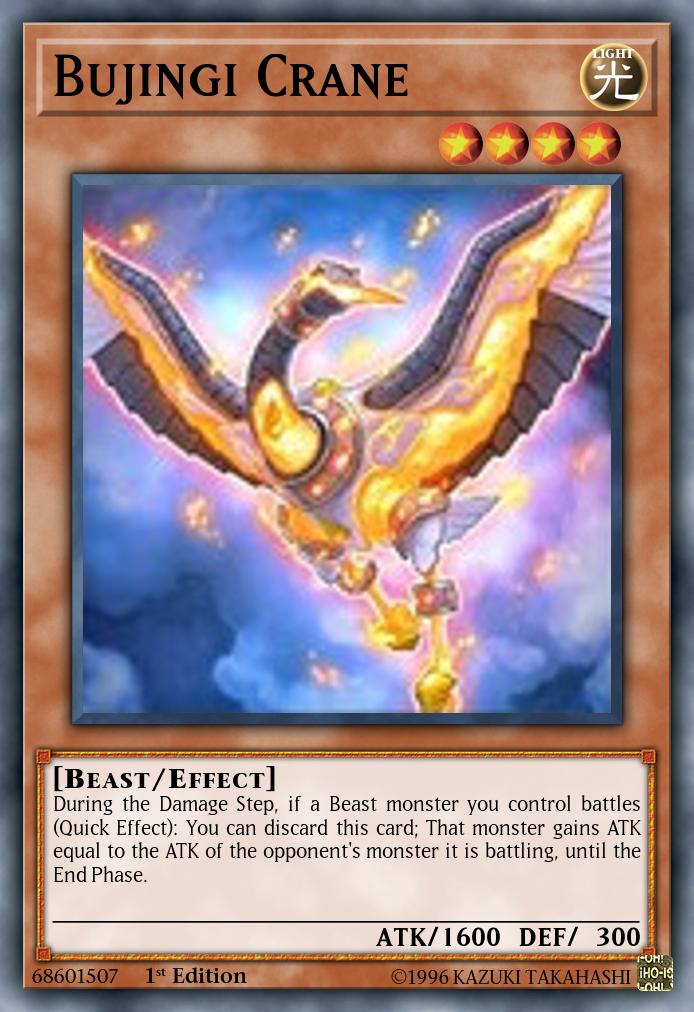 Bujingi Crane
LIGHT
光
[Beast/Effect]
During the Damage Step, if a Beast monster you control battles
(Quick Effect): You can discard this card; That monster gains ATK
equal to the ATK of the opponent's monster it is battling, until the
End Phase.
ATK/1600 DEF/ 300
68601507 1st Edition ©1996 KAZUKI TAKAHASHI